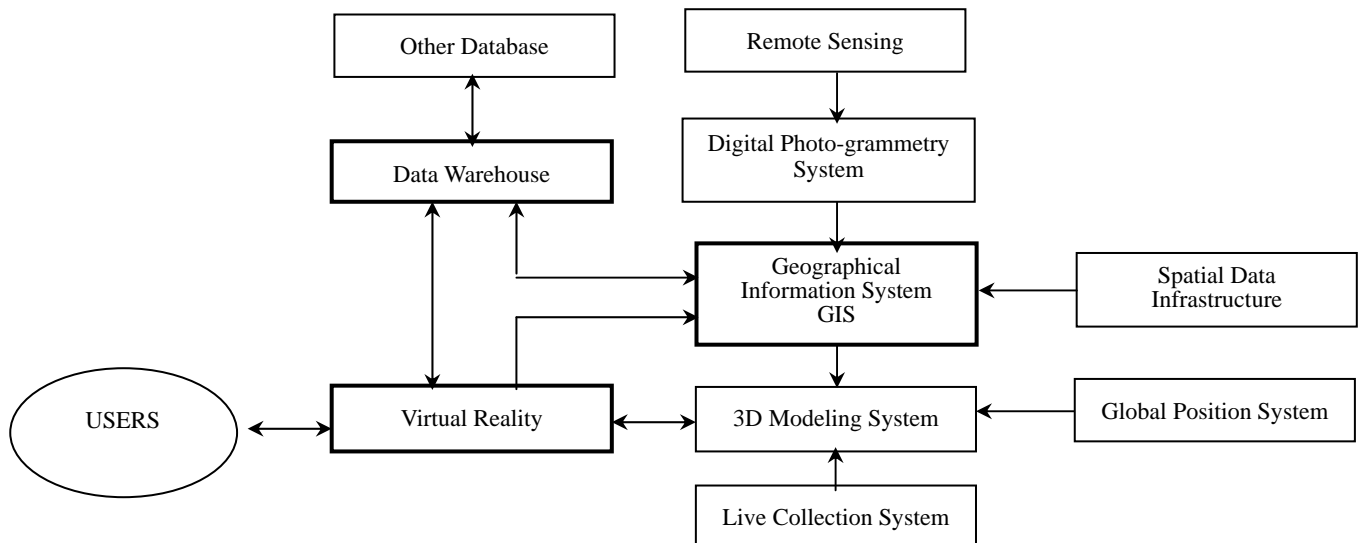 Other Database
Remote Sensing
Digital Photo-grammetry
System
Data Warehouse
Geographical
Information System
GIS
Spatial Data
Infrastructure
USERS
Virtual Reality
3D Modeling System
Global Position System
Live Collection System